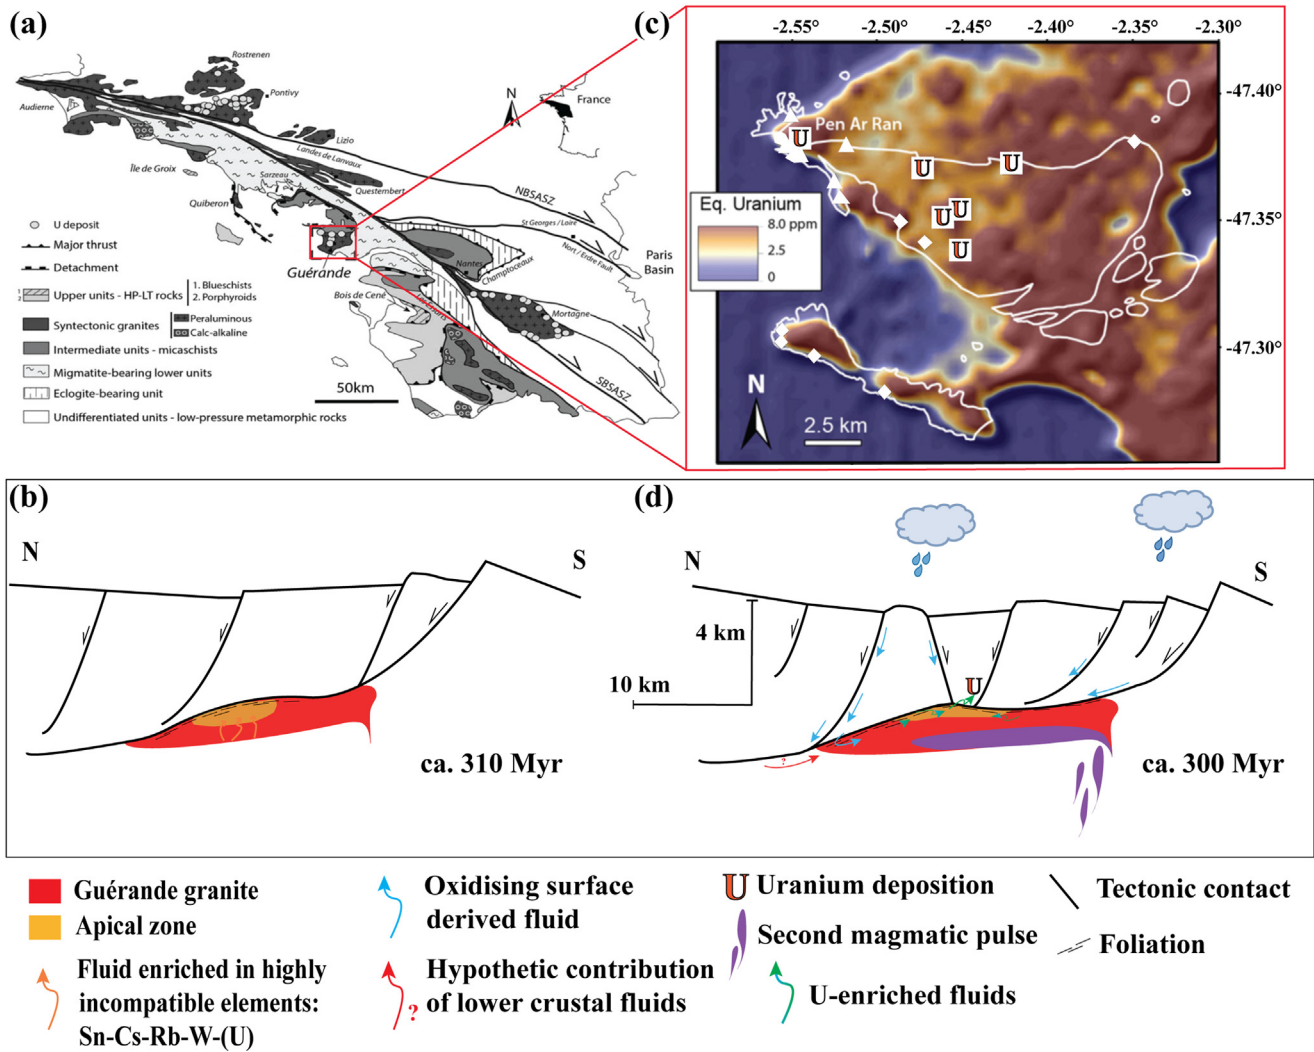 (a)
Rostrenen
Pontivy
Audierne
Lizio
Landes de Lanvaux
Île de Groix
Sarzeau
Questembert
Quiberon
NBSASZ
St Georges / Loire
Nort / Erdre Fault
Paris
Basin
Nantes
Champtoceaux
Guérande
Bois de Cené
Les Essarts
Mortagne
SBSASZ
N
France
U deposit
Major thrust
Detachment
1
2
Upper units - HP-LT rocks
1. Blueschists
2. Porphyroids
Syntectonic granites
Peraluminous
Calc-alkaline
Intermediate units - micaschists
Migmatite-bearing lower units
Eclogite-bearing unit
Undifferentiated units - low-pressure metamorphic rocks
50km
(c)
-2.55° -2.50° -2.45° -2.40° -2.35° -2.30°
-47.40°
-47.35°
-47.30°
Pen Ar Ran
U
U
U
U
U
U
Eq. Uranium
8.0 ppm
2.5
0
N
2.5 km
(b)
N
S
ca. 310 Myr
(d)
N
S
4 km
10 km
U
?
ca. 300 Myr
Guérande granite
Apical zone
Fluid enriched in highly
incompatible elements:
Sn-Cs-Rb-W-(U)
Oxidising surface
derived fluid
?
Hypothetic contribution
of lower crustal fluids
U Uranium deposition
Second magmatic pulse
U-enriched fluids
Tectonic contact
Foliation